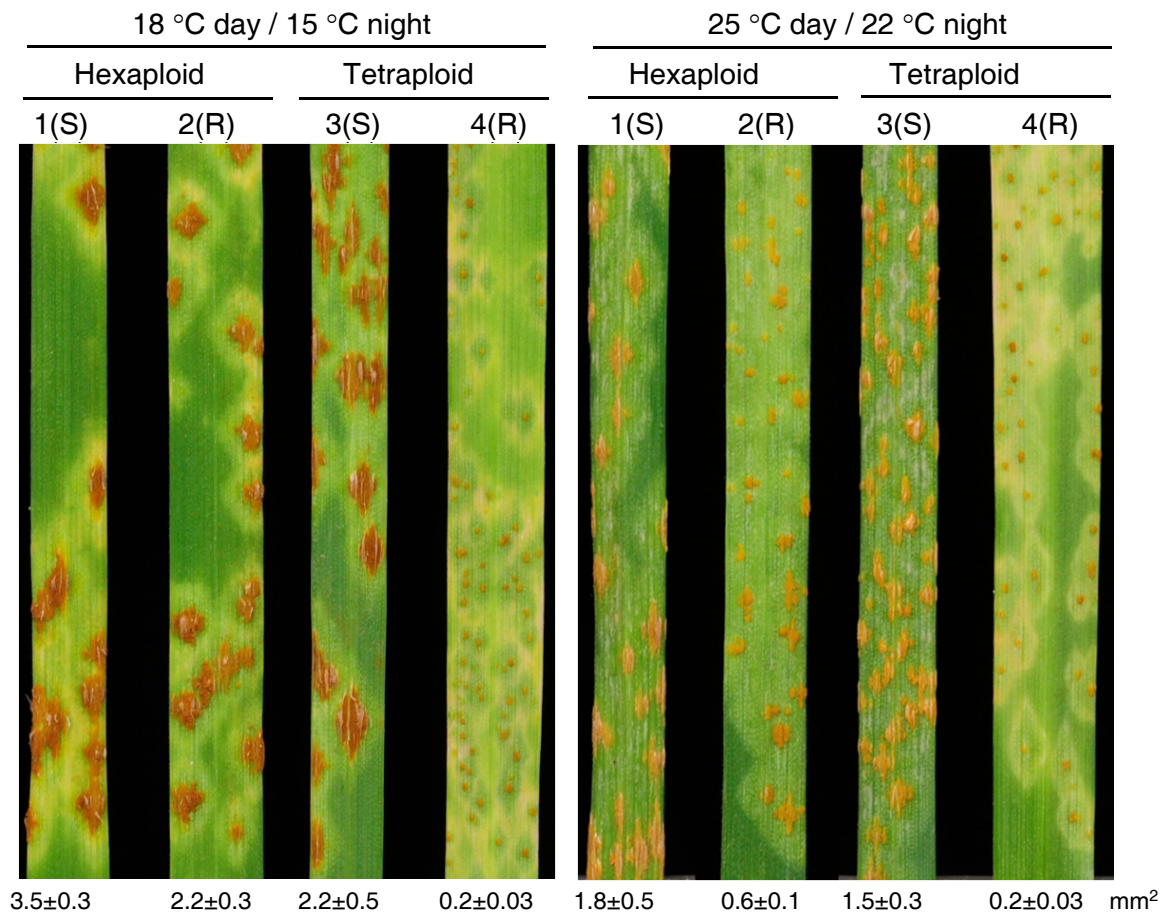 18 °C day / 15 °C night
25 °C day / 22 °C night
Hexaploid
Tetraploid
Hexaploid
Tetraploid
1(S)
2(R)
3(S)
4(R)
1(S)
2(R)
3(S)
4(R)
3.5±0.3
2.2±0.3
2.2±0.5
0.2±0.03
1.8±0.5
0.6±0.1
1.5±0.3
0.2±0.03
mm²